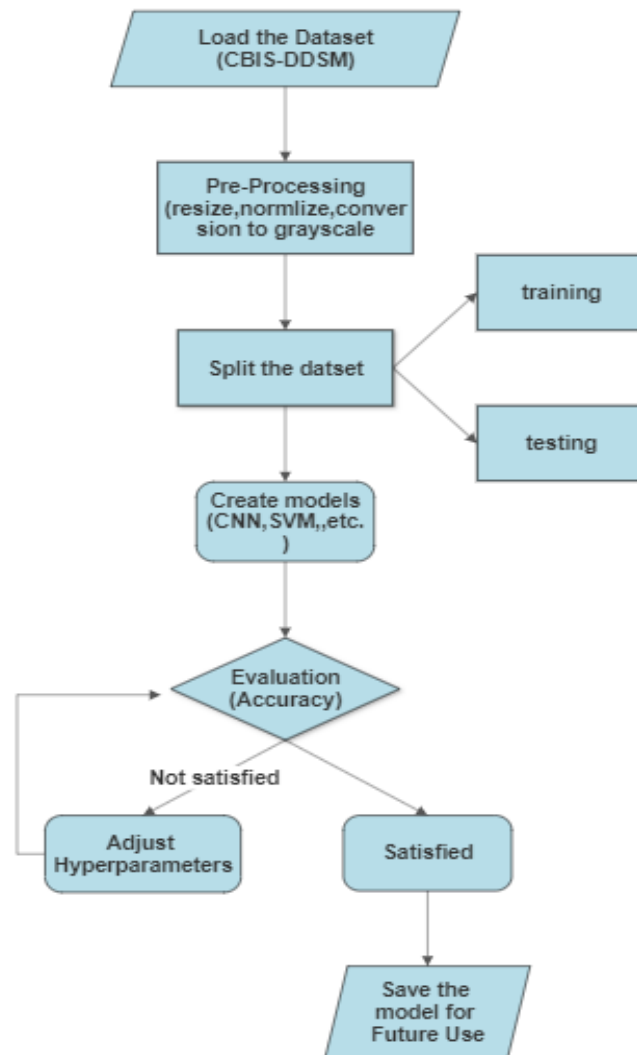 Load the Dataset
(CBIS-DDSM)
Pre-Processing
(resize,normlize,conver
sion to grayscale
training
Split the datset
testing
Create models
(CNN,SVM,,etc.
)
Evaluation
(Accuracy)
Not satisfied
Adjust
Hyperparameters
Satisfied
Save the
model for
Future Use